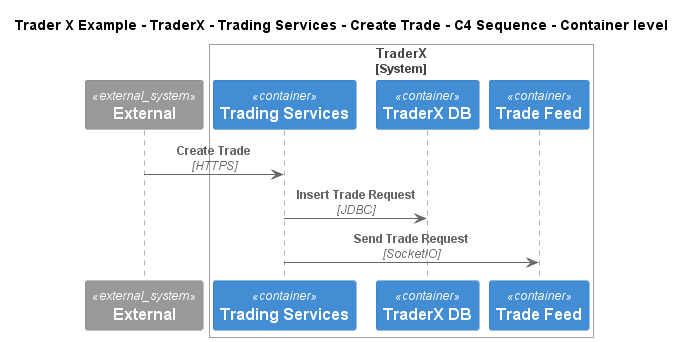 Trader X Example - TraderX - Trading Services - Create Trade - C4 Sequence - Container level
TraderX
[System]
«external_system»
External
«container»
Trading Services
«container»
TraderX DB
«container»
Trade Feed
Create Trade
[HTTPS]
Insert Trade Request
[JDBC]
Send Trade Request
[SocketIO]
«external_system»
External
«container»
Trading Services
«container»
TraderX DB
«container»
Trade Feed